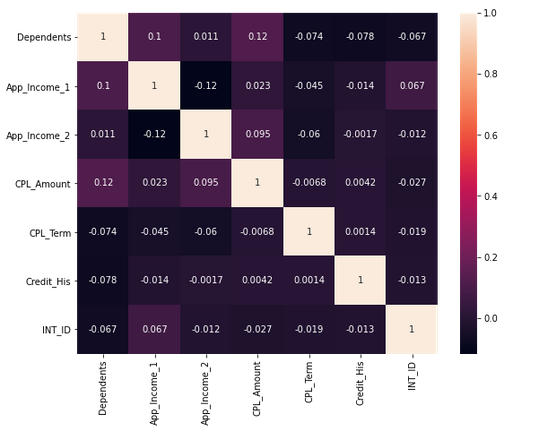 Dependents 1 0.1 0.011 0.12 -0.074 -0.078 -0.067
App_Income_1 0.1 1 -0.12 0.023 -0.045 -0.014 0.067
App_Income_2 0.011 -0.12 1 0.095 -0.06 -0.0017 -0.012
CPL_Amount 0.12 0.023 0.095 1 -0.0068 0.0042 -0.027
CPL_Term -0.074 -0.045 -0.06 -0.0068 1 0.0014 -0.019
Credit_His -0.078 -0.014 -0.0017 0.0042 0.0014 1 -0.013
INT_ID -0.067 0.067 -0.012 -0.027 -0.019 -0.013 1
Dependents
App_Income_1
App_Income_2
CPL_Amount
CPL_Term
Credit_His
INT_ID
1.0
0.8
0.6
0.4
0.2
0.0